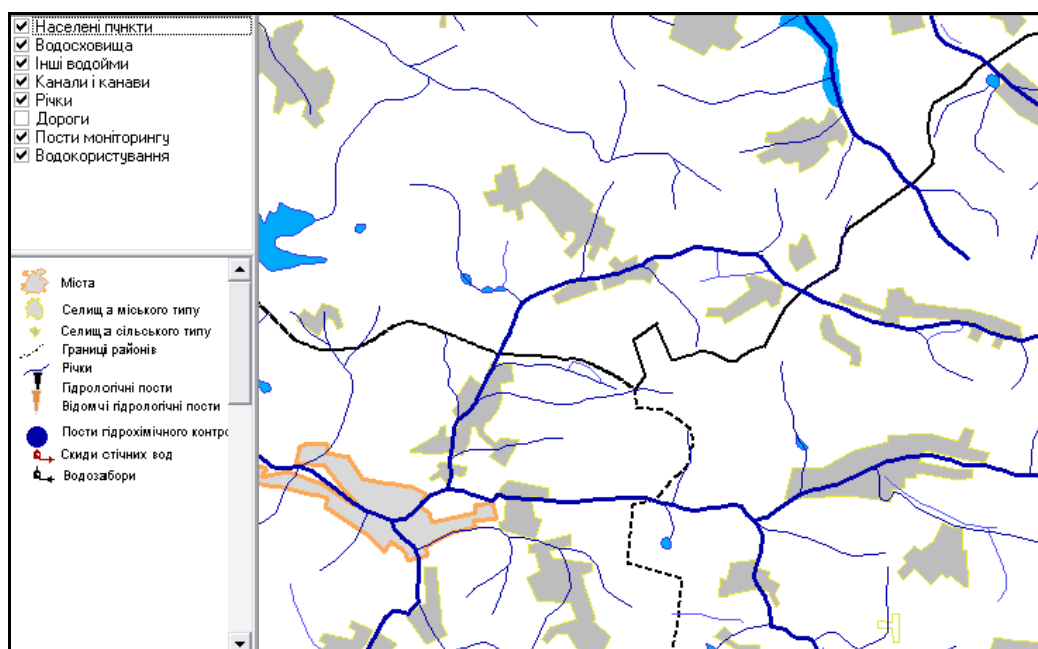 Населені пункти
Водосховища
Інші водойми
Канали і канави
Річки
Дороги
Пости моніторингу
Водокористування
Міста
Селища міського типу
Селища сільського типу
Границі районів
Річки
Гідрологічні пости
Відомчі гідрологічні пости
Пости гідрохімічного контро
Скиди стічних вод
Водозабори